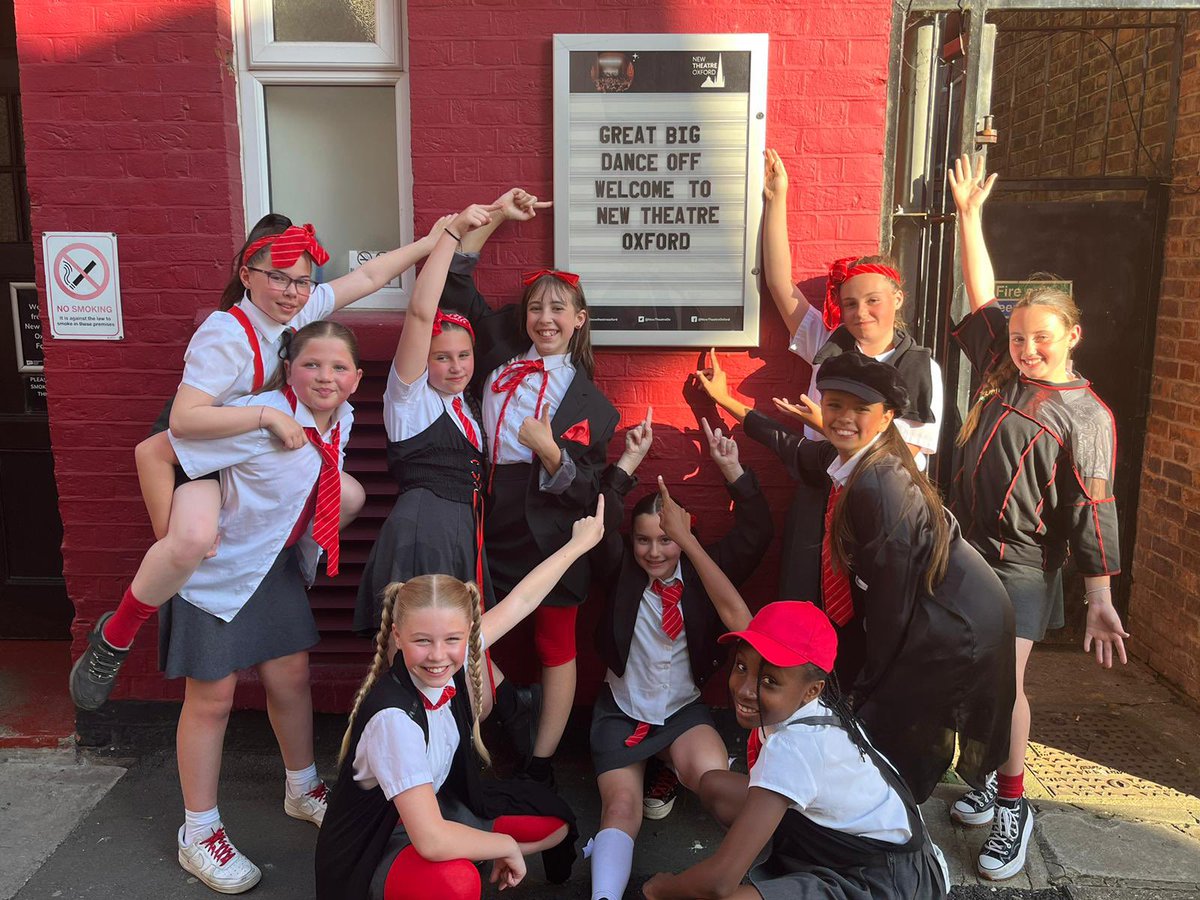 NEW
THEATRE
OXFORD
GREAT BIG
DANCE OFF
WELCOME TO
NEW THEATRE
OXFORD
NO SMOKING
It is against the law to
smoke in these premises
Fire